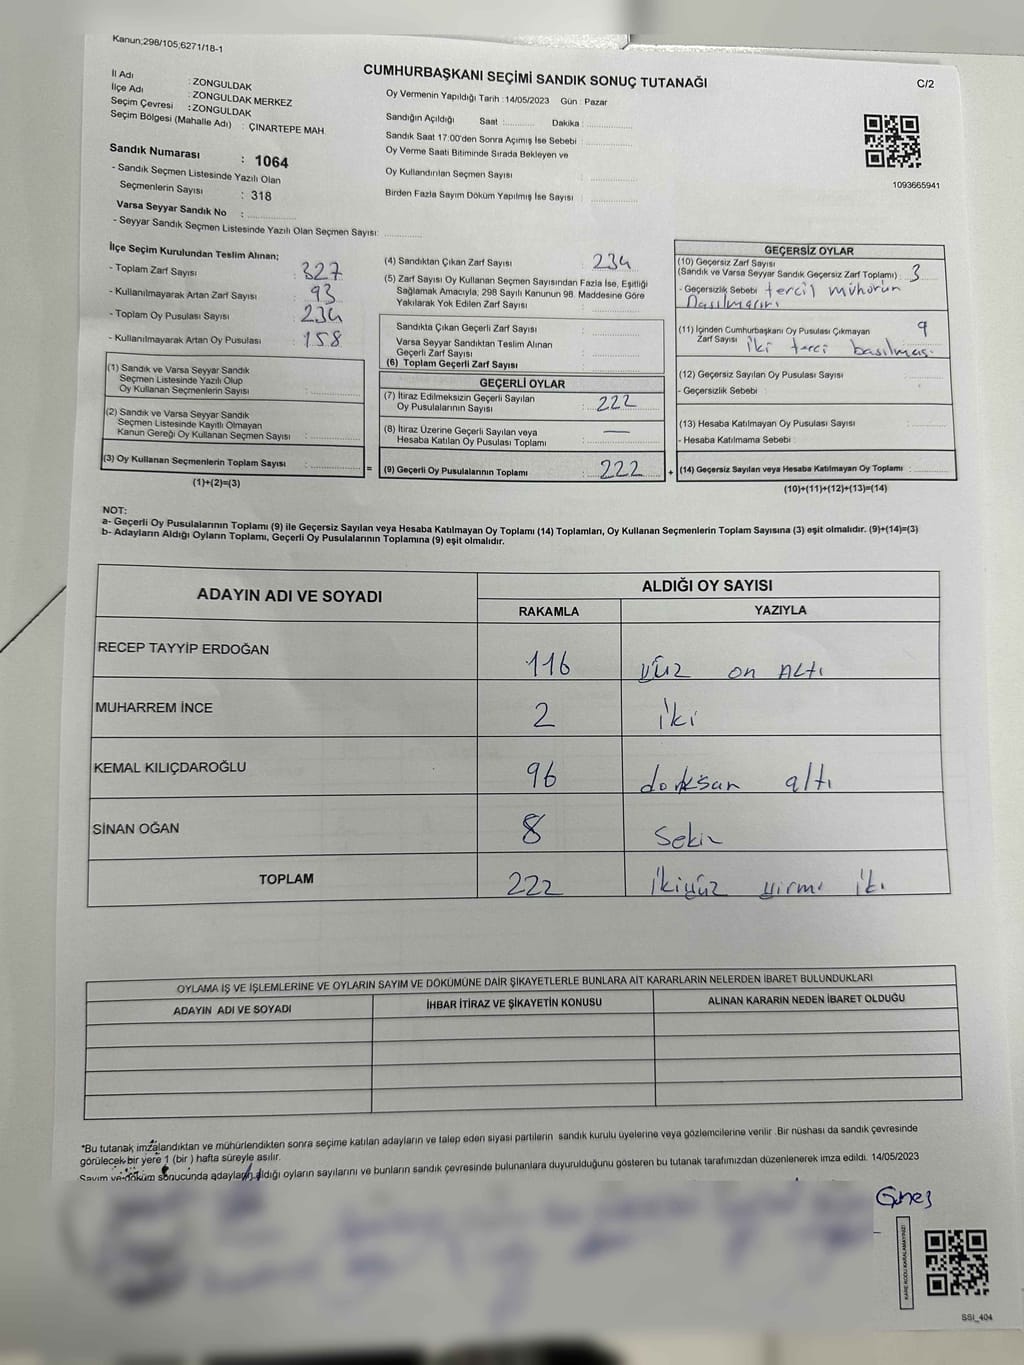 Kanun;298/105;6271/18-1
CUMHURBAŞKANI SEÇİMİ SANDIK SONUÇ TUTANAĞI
C/2
İl Adı : ZONGULDAK
İlçe Adı : ZONGULDAK MERKEZ
Seçim Çevresi : ZONGULDAK
Seçim Bölgesi (Mahalle Adı) : ÇINARTEPE MAH.
Oy Vermenin Yapıldığı Tarih :14/05/2023 Gün : Pazar
Sandığın Açıldığı Saat :.......... Dakika :..............
Sandık Saat 17:00'den Sonra Açımış İse Sebebi :..............
Oy Verme Saati Bitiminde Sırada Bekleyen ve
Oy Kullandırılan Seçmen Sayısı :..............
Birden Fazla Sayım Döküm Yapılmış İse Sayısı :..............
1093665941
Sandık Numarası : 1064
- Sandık Seçmen Listesinde Yazılı Olan
Seçmenlerin Sayısı : 318
Varsa Seyyar Sandık No :..............
- Seyyar Sandık Seçmen Listesinde Yazılı Olan Seçmen Sayısı:............
İlçe Seçim Kurulundan Teslim Alınan;
- Toplam Zarf Sayısı : 327
- Kullanılmayarak Artan Zarf Sayısı : 93
- Toplam Oy Pusulası Sayısı : 234
- Kullanılmayarak Artan Oy Pusulası : 158
(1) Sandık ve Varsa Seyyar Sandık
Seçmen Listesinde Yazılı Olup
Oy Kullanan Seçmenlerin Sayısı :..............
(2) Sandık ve Varsa Seyyar Sandık
Seçmen Listesinde Kayıtlı Olmayan
Kanun Gereği Oy Kullanan Seçmen Sayısı :..............
(3) Oy Kullanan Seçmenlerin Toplam Sayısı :..............
(1)+(2)=(3)
(4) Sandıktan Çıkan Zarf Sayısı : 234
(5) Zarf Sayısı Oy Kullanan Seçmen Sayısından Fazla İse, Eşitliği
Sağlamak Amacıyla, 298 Sayılı Kanunun 98. Maddesine Göre
Yakılarak Yok Edilen Zarf Sayısı :..............
Sandıkta Çıkan Geçerli Zarf Sayısı :..............
Varsa Seyyar Sandıktan Teslim Alınan
Geçerli Zarf Sayısı :..............
(6) Toplam Geçerli Zarf Sayısı
GEÇERLİ OYLAR
(7) İtiraz Edilmeksizin Geçerli Sayılan
Oy Pusulalarının Sayısı : 222
(8) İtiraz Üzerine Geçerli Sayılan veya
Hesaba Katılan Oy Pusulası Toplamı : —
= (9) Geçerli Oy Pusulalarının Toplamı : 222
GEÇERSİZ OYLAR
(10) Geçersiz Zarf Sayısı
(Sandık ve Varsa Seyyar Sandık Geçersiz Zarf Toplamı) : 3
- Geçersizlik Sebebi : tercil mühürün
(11) İçinden Cumhurbaşkanı Oy Pusulası Çıkmayan
Zarf Sayısı 9
iki terci basılmas.
(12) Geçersiz Sayılan Oy Pusulası Sayısı :..............
- Geçersizlik Sebebi :
(13) Hesaba Katılmayan Oy Pusulası Sayısı :..............
- Hesaba Katılmama Sebebi :
+ (14) Geçersiz Sayılan veya Hesaba Katılmayan Oy Toplamı :..............
(10)+(11)+(12)+(13)=(14)
NOT:
a- Geçerli Oy Pusulalarının Toplamı (9) ile Geçersiz Sayılan veya Hesaba Katılmayan Oy Toplamı (14) Toplamları, Oy Kullanan Seçmenlerin Toplam Sayısına (3) eşit olmalıdır. (9)+(14)=(3)
b- Adayların Aldığı Oyların Toplamı, Geçerli Oy Pusulalarının Toplamına (9) eşit olmalıdır.
ADAYIN ADI VE SOYADI
ALDIĞI OY SAYISI
RAKAMLA YAZIYLA
RECEP TAYYİP ERDOĞAN 116 yüz on ALtı
MUHARREM İNCE 2 iki
KEMAL KILIÇDAROĞLU 96 dorksan altı
SİNAN OĞAN 8 Sekiz
TOPLAM 222 ikiyüz yirmi iki
OYLAMA İŞ VE İŞLEMLERİNE VE OYLARIN SAYIM VE DÖKÜMÜNE DAİR ŞİKAYETLERLE BUNLARA AİT KARARLARIN NELERDEN İBARET BULUNDUKLARI
ADAYIN ADI VE SOYADI
İHBAR İTİRAZ VE ŞİKAYETİN KONUSU
ALINAN KARARIN NEDEN İBARET OLDUĞU
*Bu tutanak imzalandıktan ve mühürlendikten sonra seçime katılan adayların ve talep eden siyasi partilerin sandık kurulu üyelerine veya gözlemcilerine verilir. Bir nüshası da sandık çevresinde
görülecek bir yere 1 (bir ) hafta süreyle asılır.
Sayım ve döküm sonucunda adayların aldığı oyların sayılarını ve bunların sandık çevresinde bulunanlara duyurulduğunu gösteren bu tutanak tarafımızdan düzenlenerek imza edildi. 14/05/2023
Güneş
KARE KODU KARALAMAYINIZ!
SSI_404